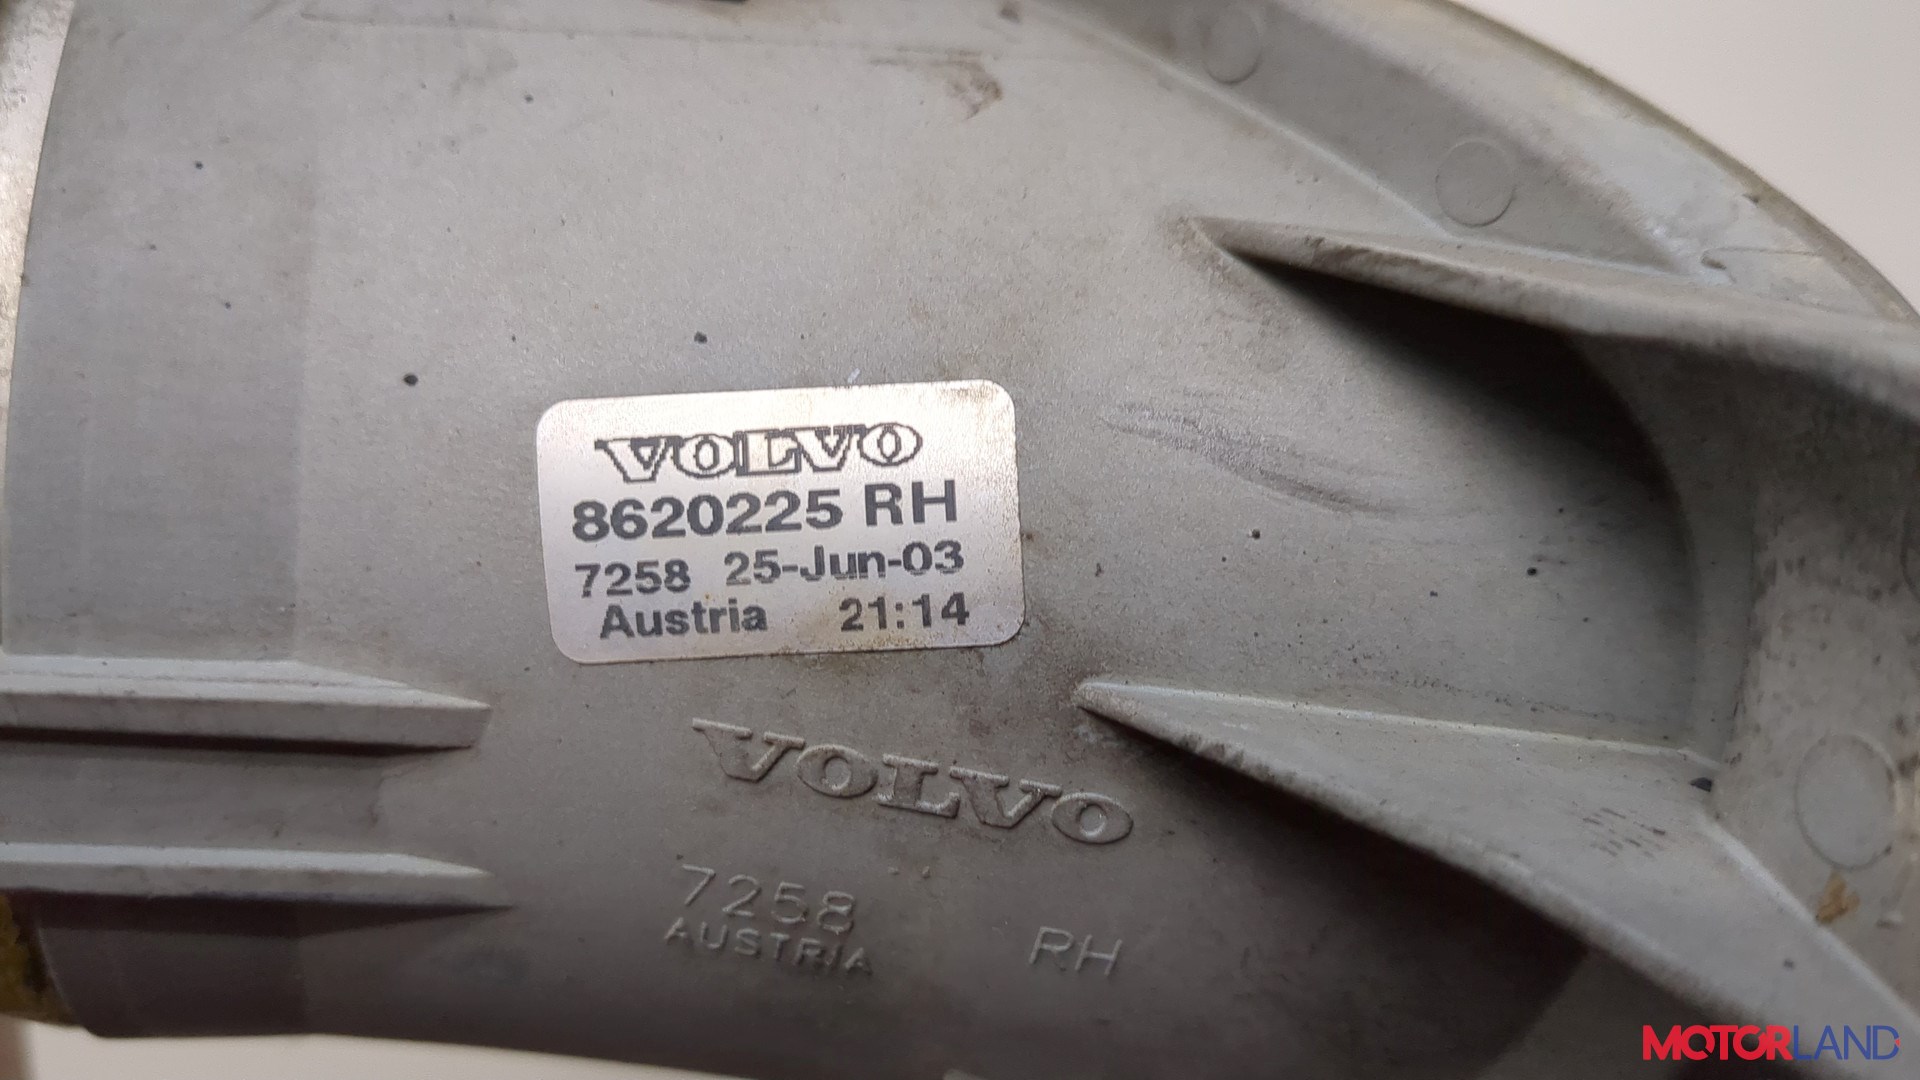 VOLVO
8620225 RH
7258 25-Jun-03
Austria 21:14
VOLVO
7258
AUSTRIA
RH
MOTORLAND